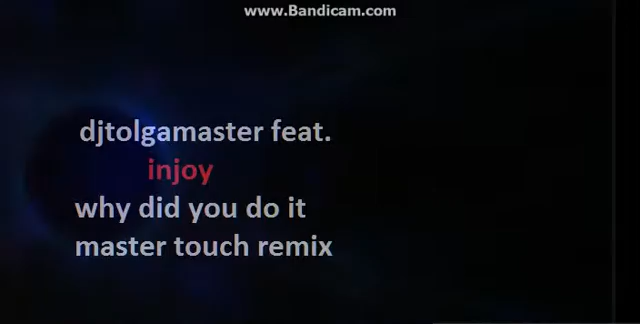 www.Bandicam.com
djtolgamaster feat.
injoy
why did you do it
master touch remix